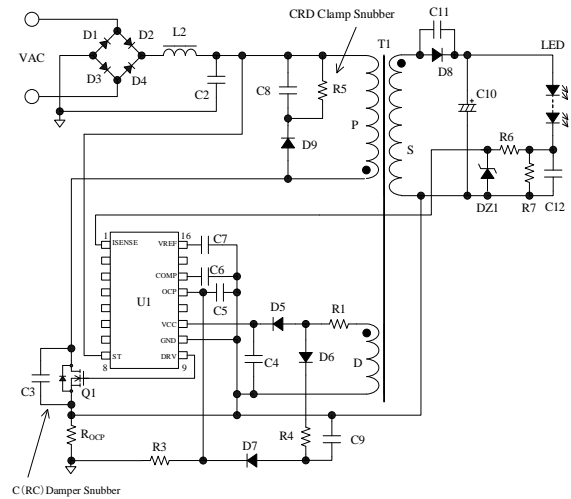 CRD Clamp Snubber
C11
D1
D2
L2
T1
LED
VAC
D8
D3
D4
C2
C8
R5
C10
P
S
R6
D9
DZ1
R7
C12
1
16
ISENSE
VREF
C7
COMP
C6
OCP
C5
U1
D5
R1
VCC
GND
C4
D6
D
ST
DRV
8
9
C3
Q1
ROCP
R3
D7
R4
C9
C (RC) Damper Snubber